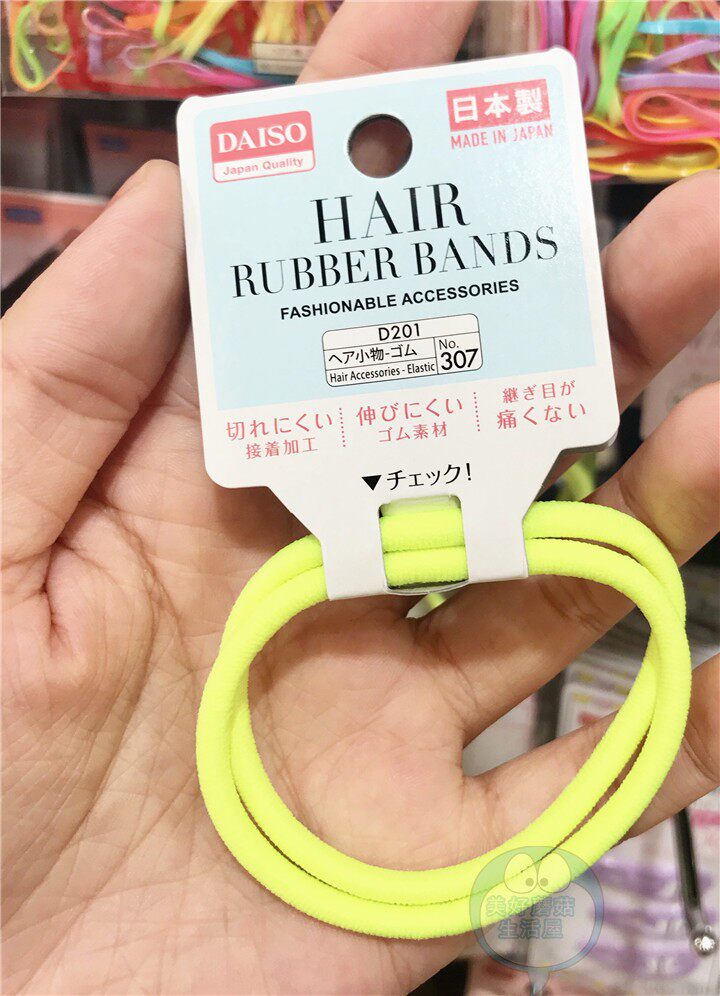 DAISO
Japan Quality
日本製
MADE IN JAPAN
HAIR
RUBBER BANDS
FASHIONABLE ACCESSORIES
D201
ヘア小物-ゴム
Hair Accessories - Elastic
No.
307
切れにくい
接着加工
伸びにくい
ゴム素材
継ぎ目が
痛くない
▼チェック!
美好蘑菇
生活屋